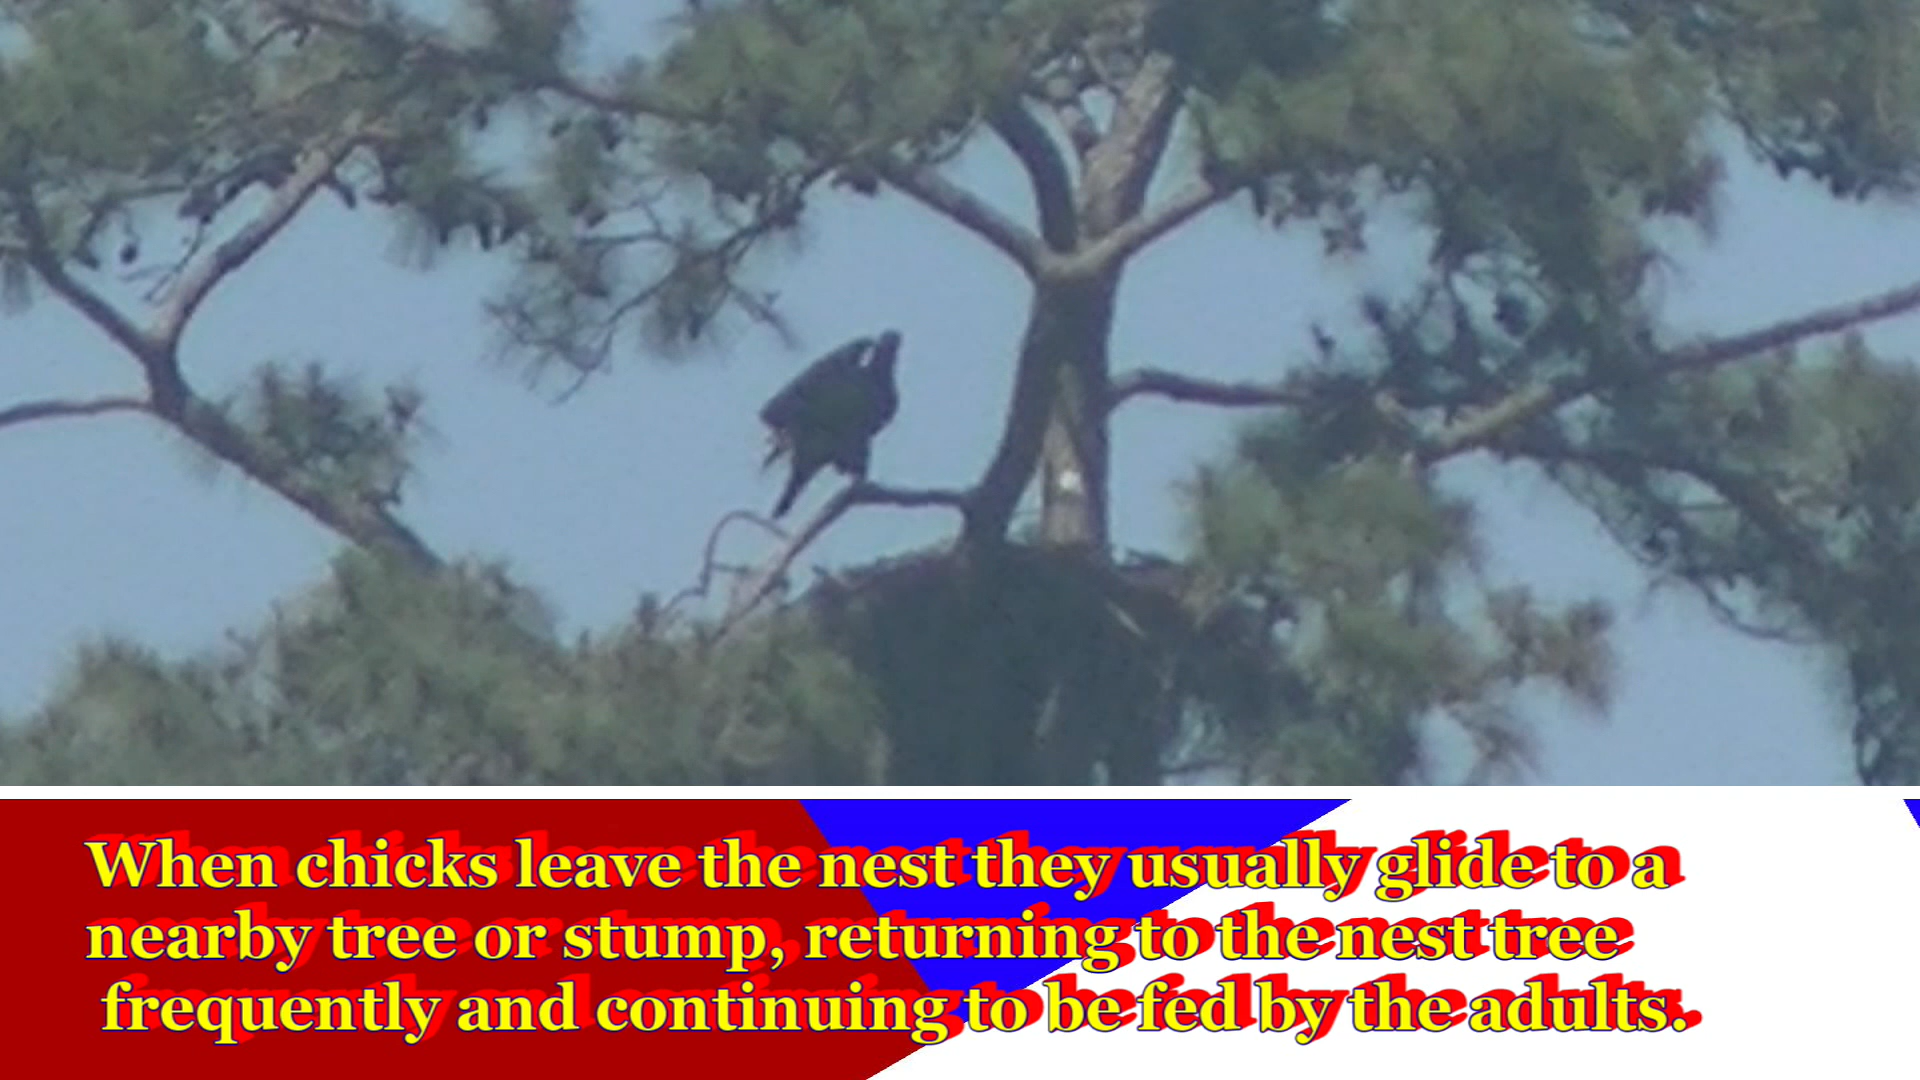 When chicks leave the nest they usually glide to a
nearby tree or stump, returning to the nest tree
frequently and continuing to be fed by the adults.